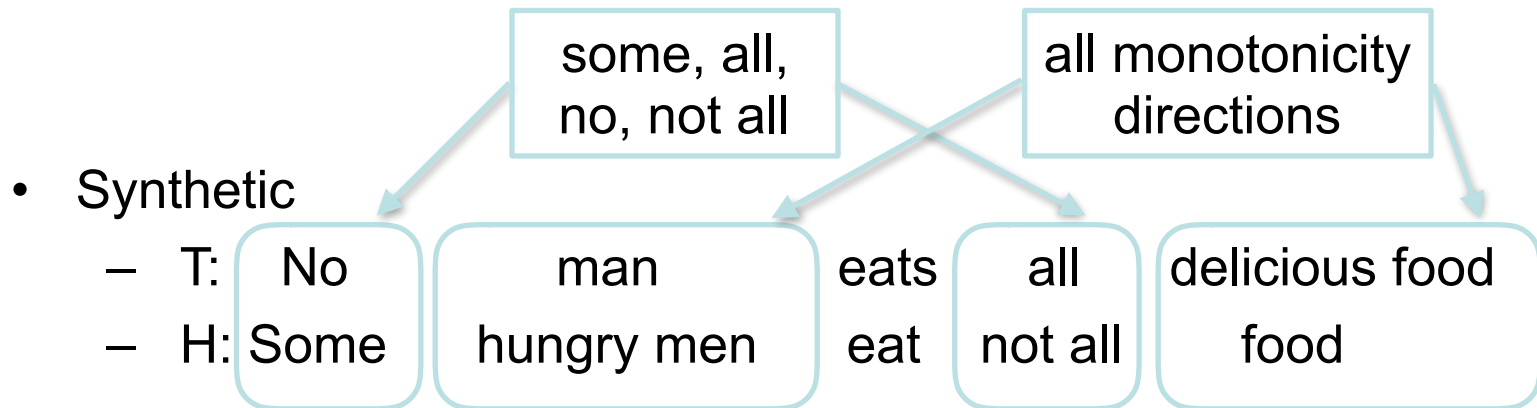 some, all,
no, not all
all monotonicity
directions
• Synthetic
– T: No man eats all delicious food
– H: Some hungry men eat not all food